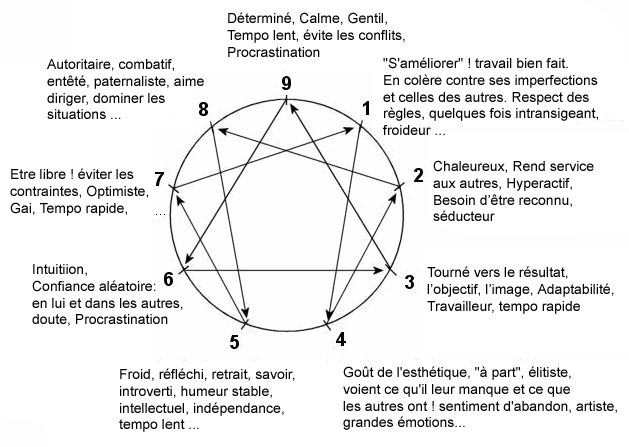 Déterminé, Calme, Gentil,
Tempo lent, évite les conflits,
Procrastination
9
"S'améliorer" ! travail bien fait.
En colère contre ses imperfections
et celles des autres. Respect des
règles, quelques fois intransigeant,
froideur ...
1
Autoritaire, combatif,
entêté, paternaliste, aime
diriger, dominer les
situations ...
8
Chaleureux, Rend service
aux autres, Hyperactif,
Besoin d'être reconnu,
séducteur
2
Etre libre ! éviter les
contraintes, Optimiste,
Gai, Tempo rapide, ...
7
Tourné vers le résultat,
l'objectif, l'image, Adaptabilité,
Travailleur, tempo rapide
3
Intuitiion,
Confiance aléatoire:
en lui et dans les autres,
doute, Procrastination
6
Froid, réfléchi, retrait, savoir,
introverti, humeur stable,
intellectuel, indépendance,
tempo lent ...
5
Goût de l'esthétique, "à part", élitiste,
voient ce qu'il leur manque et ce que
les autres ont ! sentiment d'abandon, artiste,
grandes émotions...
4